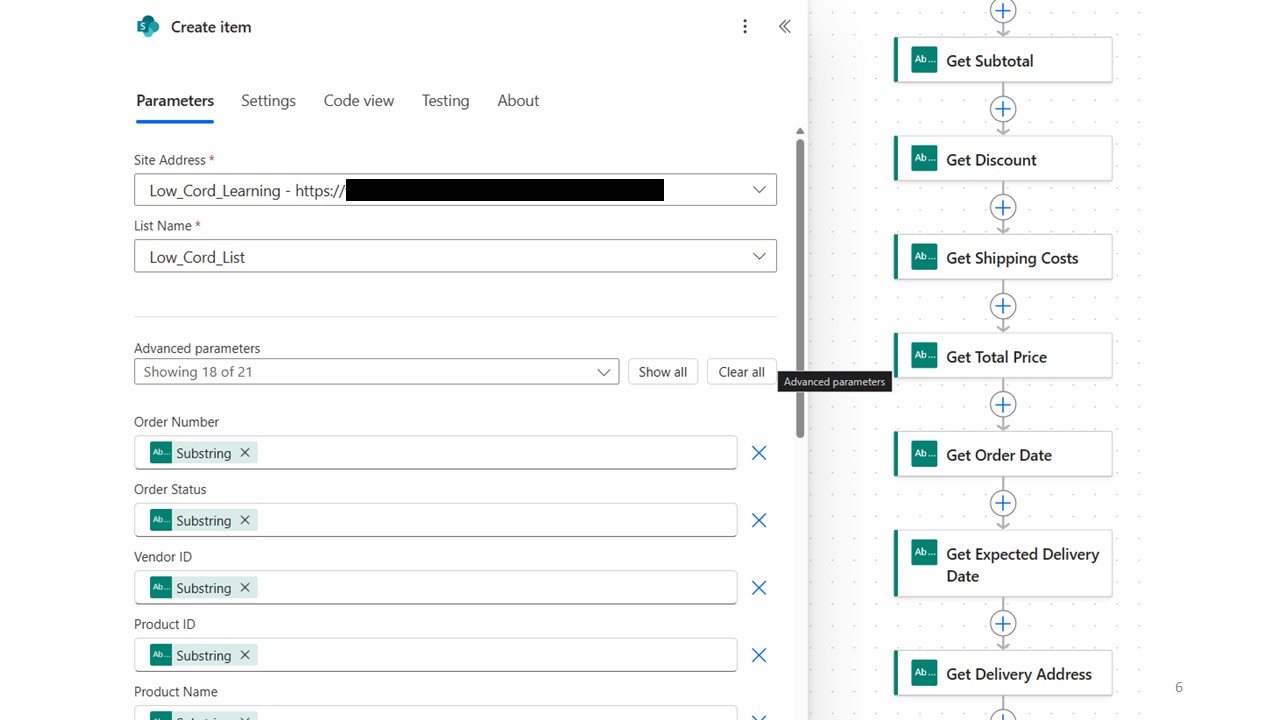 Create item
Parameters Settings Code view Testing About
Site Address *
Low_Cord_Learning - https://
List Name *
Low_Cord_List
Advanced parameters
Showing 18 of 21
Show all
Clear all
Advanced parameters
Order Number
Ab... Substring
Order Status
Ab... Substring
Vendor ID
Ab... Substring
Product ID
Ab... Substring
Product Name
Ab... Substring
Ab... Get Subtotal
Ab... Get Discount
Ab... Get Shipping Costs
Ab... Get Total Price
Ab... Get Order Date
Ab... Get Expected Delivery
Date
Ab... Get Delivery Address
6